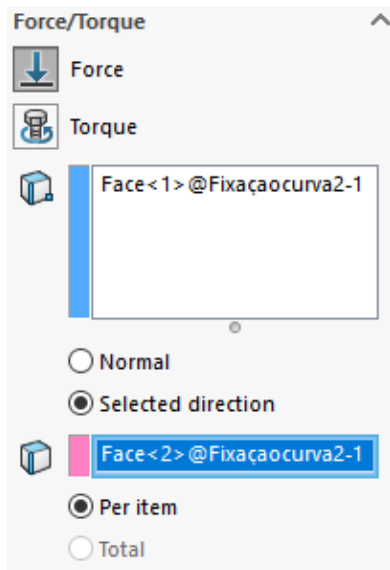 Force/Torque
Force
Torque
Face<1>@Fixaçaocurva2-1
Normal
Selected direction
Face<2>@Fixaçaocurva2-1
Per item
Total